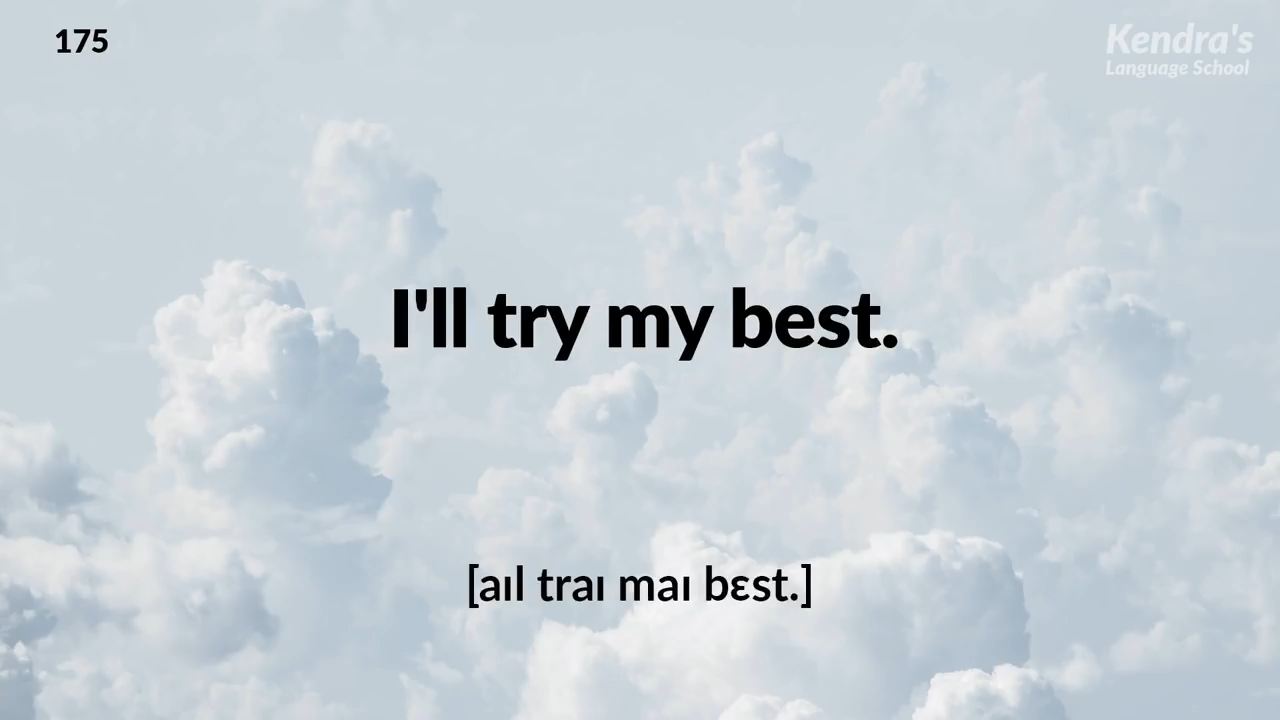 175
Kendra's
Language School
I'll try my best.
[aɪl traɪ maɪ bɛst.]